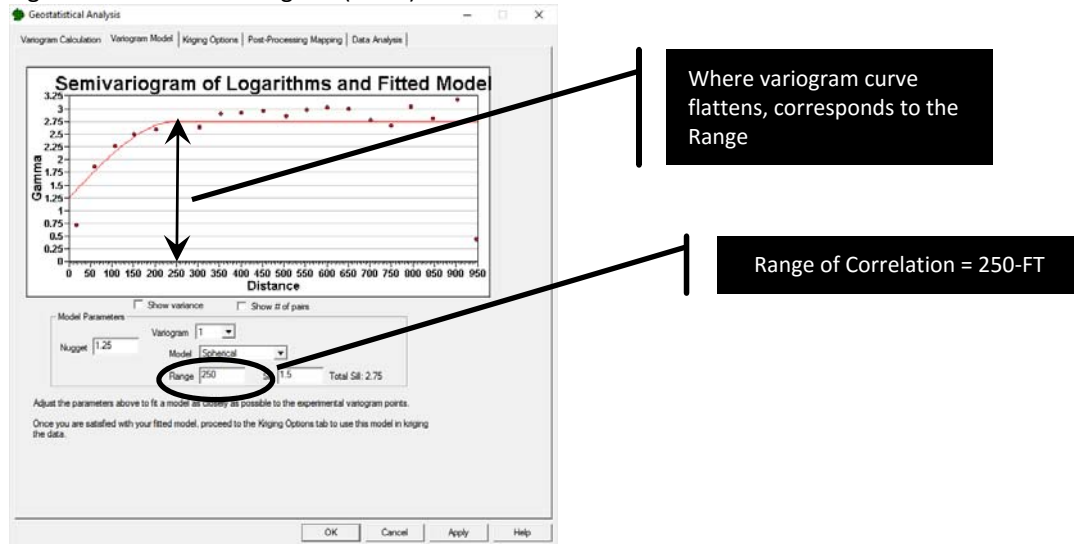 Geostatistical Analysis
Variogram Calculation Variogram Model Kriging Options Post-Processing Mapping Data Analysis
Semivariogram of Logarithms and Fitted Model
Gamma
3.25
3
2.75
2.5
2.25
2
1.75
1.5
1.25
1
0.75
0.5
0.25
0
0 50 100 150 200 250 300 350 400 450 500 550 600 650 700 750 800 850 900 950
Distance
Show variance Show # of pairs
Model Parameters
Variogram 1
Nugget 1.25
Model Spherical
Range 250 1.5 Total Sill: 2.75
Adjust the parameters above to fit a model as closely as possible to the experimental variogram points.
Once you are satisfied with your fitted model, proceed to the Kriging Options tab to use this model in kriging
the data.
OK Cancel Apply Help
Where variogram curve
flattens, corresponds to the
Range
Range of Correlation = 250-FT